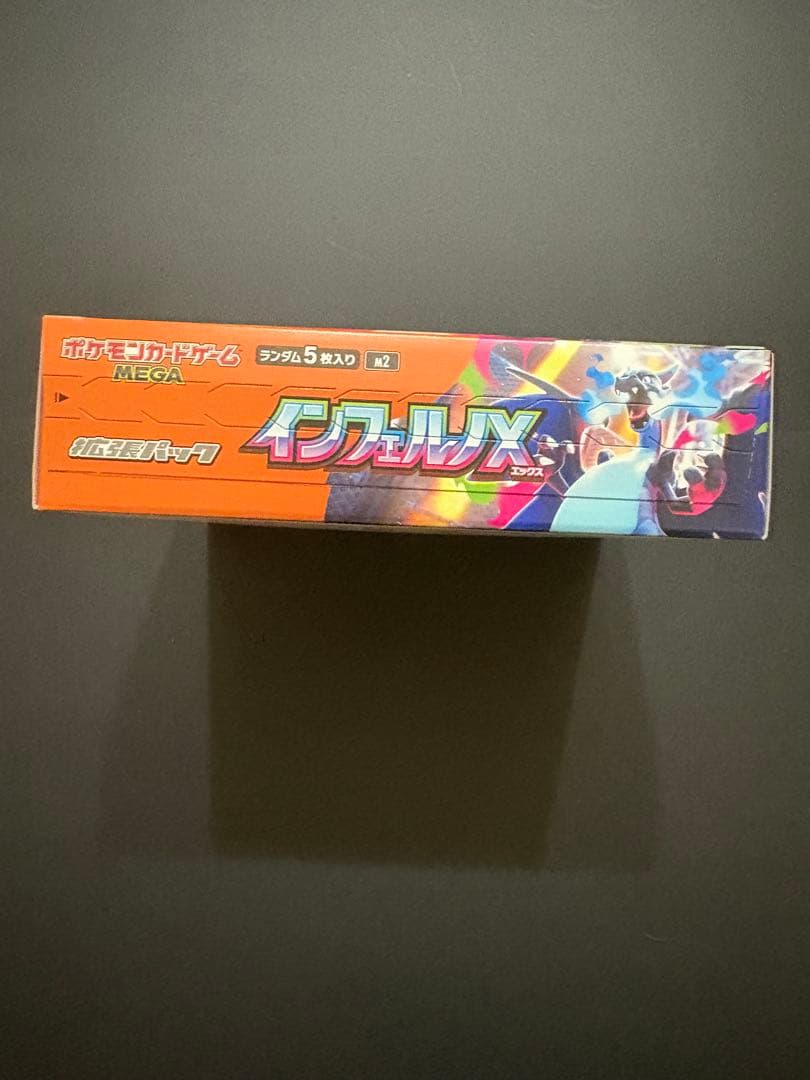 ポケモンカードゲーム
MEGA
ランダム5枚入り
M2
拡張パック
インフェルノX
エックス